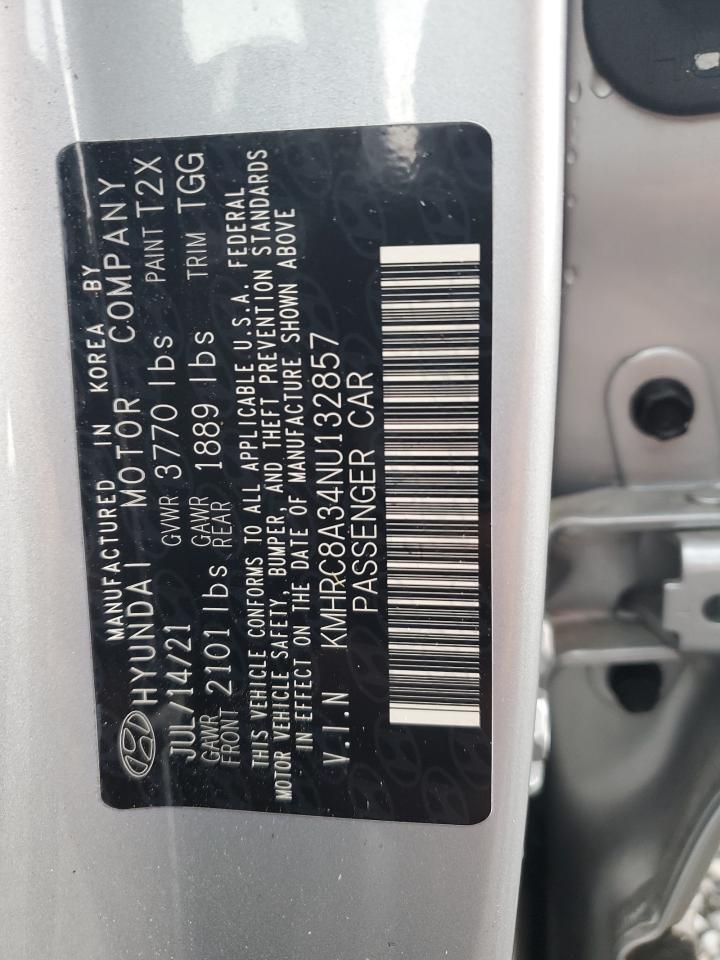 MANUFACTURED IN KOREA BY
HYUNDAI MOTOR COMPANY
JUL/14/21 GVWR 3770 lbs PAINT T2X
GAWR FRONT 2101 lbs GAWR REAR 1889 lbs TRIM TGG
THIS VEHICLE CONFORMS TO ALL APPLICABLE U.S.A. FEDERAL
MOTOR VEHICLE SAFETY, BUMPER, AND THEFT PREVENTION STANDARDS
IN EFFECT ON THE DATE OF MANUFACTURE SHOWN ABOVE
V.I.N KMHRC8A34NU132857
PASSENGER CAR